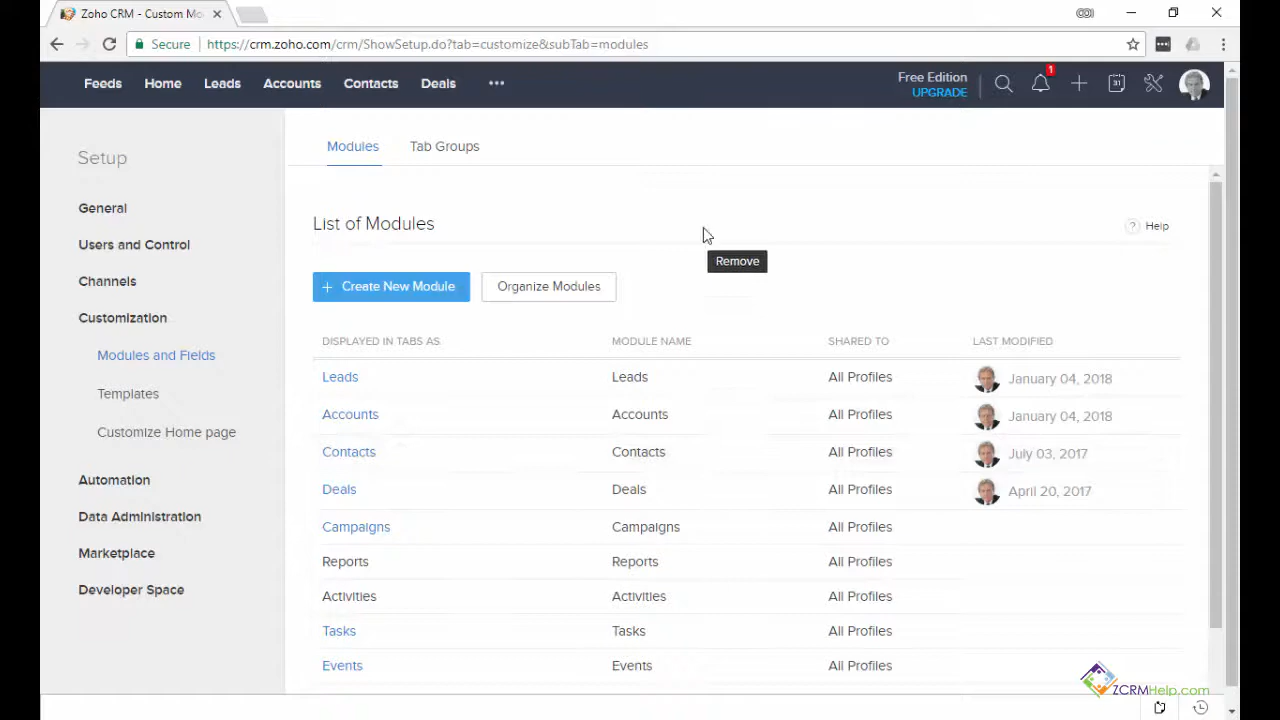 Zoho CRM - Custom Mo
Secure https://crm.zoho.com/crm/ShowSetup.do?tab=customize&subTab=modules
Feeds Home Leads Accounts Contacts Deals
Free Edition
UPGRADE
1
31
Setup
General
Users and Control
Channels
Customization
Modules and Fields
Templates
Customize Home page
Automation
Data Administration
Marketplace
Developer Space
Modules Tab Groups
List of Modules
? Help
Remove
+ Create New Module Organize Modules
DISPLAYED IN TABS AS MODULE NAME SHARED TO LAST MODIFIED
Leads Leads All Profiles January 04, 2018
Accounts Accounts All Profiles January 04, 2018
Contacts Contacts All Profiles July 03, 2017
Deals Deals All Profiles April 20, 2017
Campaigns Campaigns All Profiles
Reports Reports All Profiles
Activities Activities All Profiles
Tasks Tasks All Profiles
Events Events All Profiles
ZCRMHelp.com